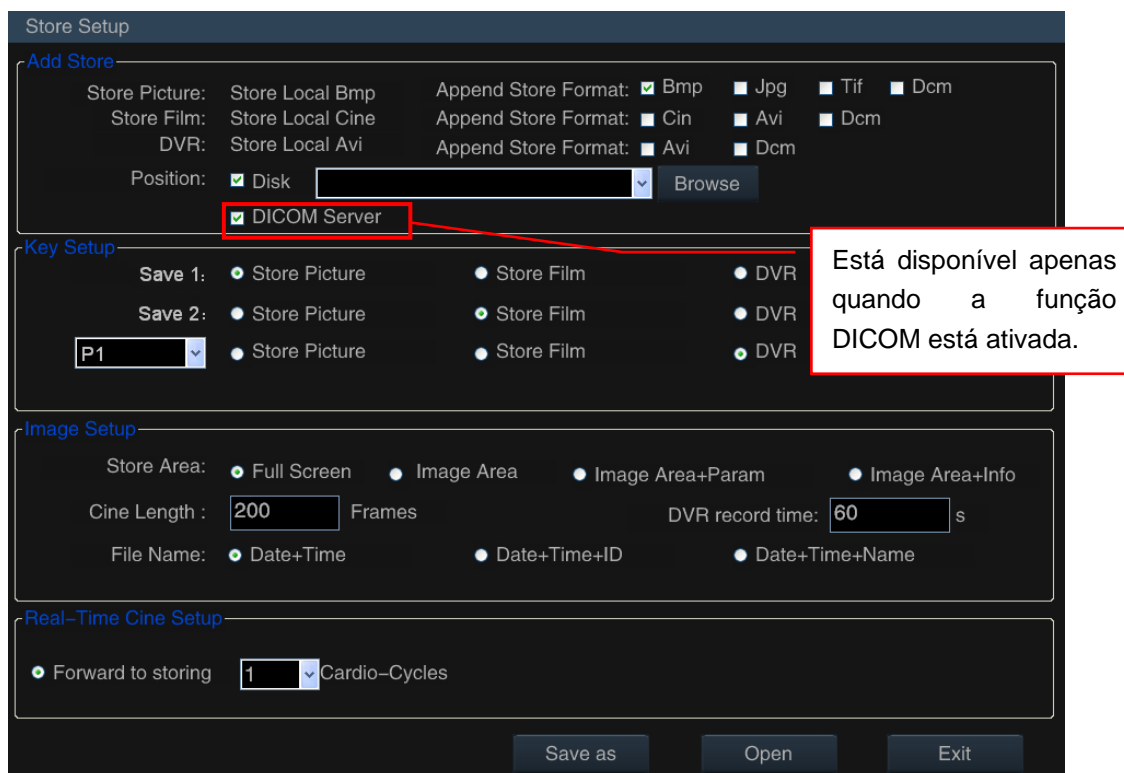 Store Setup
Add Store
Store Picture: Store Local Bmp Append Store Format: Bmp Jpg Tif Dcm
Store Film: Store Local Cine Append Store Format: Cin Avi Dcm
DVR: Store Local Avi Append Store Format: Avi Dcm
Position: Disk Browse
DICOM Server
Key Setup
Save 1: Store Picture Store Film DVR
Save 2: Store Picture Store Film DVR
P1 Store Picture Store Film DVR
Está disponível apenas
quando a função
DICOM está ativada.
Image Setup
Store Area: Full Screen Image Area Image Area+Param Image Area+Info
Cine Length : 200 Frames DVR record time: 60 s
File Name: Date+Time Date+Time+ID Date+Time+Name
Real–Time Cine Setup
Forward to storing 1 Cardio–Cycles
Save as Open Exit